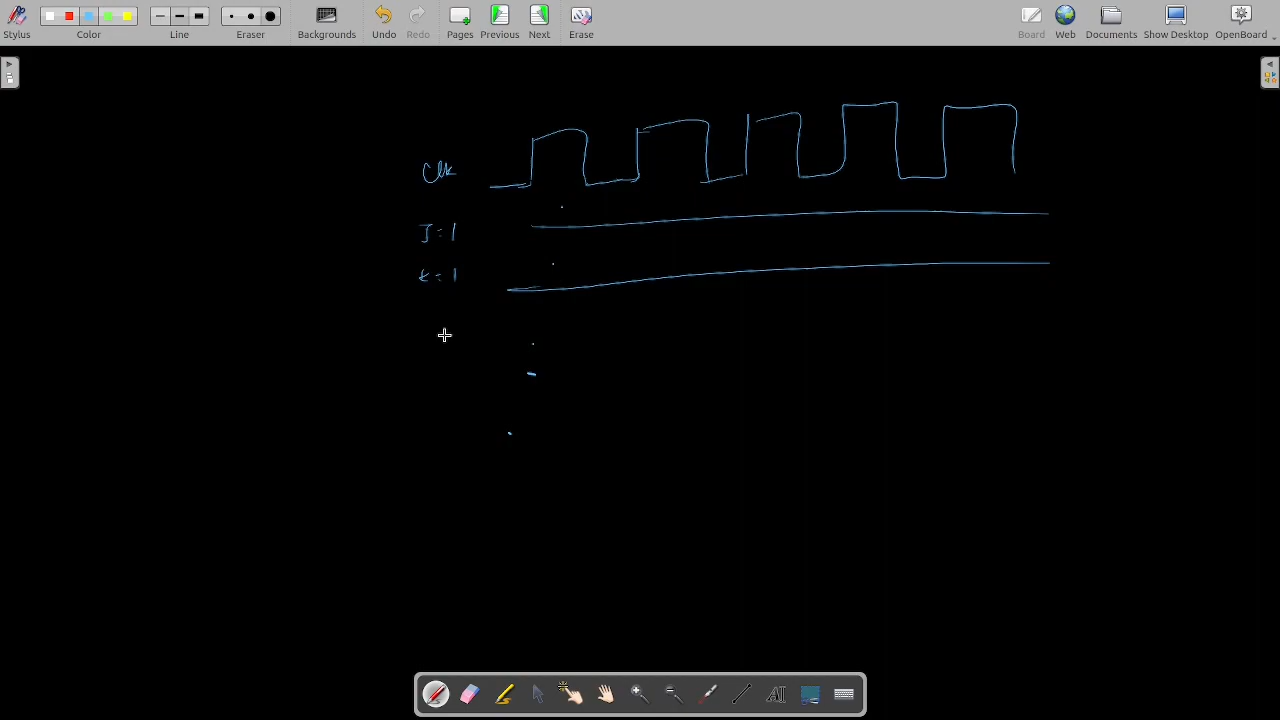 Stylus Color Line Eraser Backgrounds Undo Redo Pages Previous Next Erase Board Web Documents Show Desktop OpenBoard
Clk
J = 1
K = 1
AI